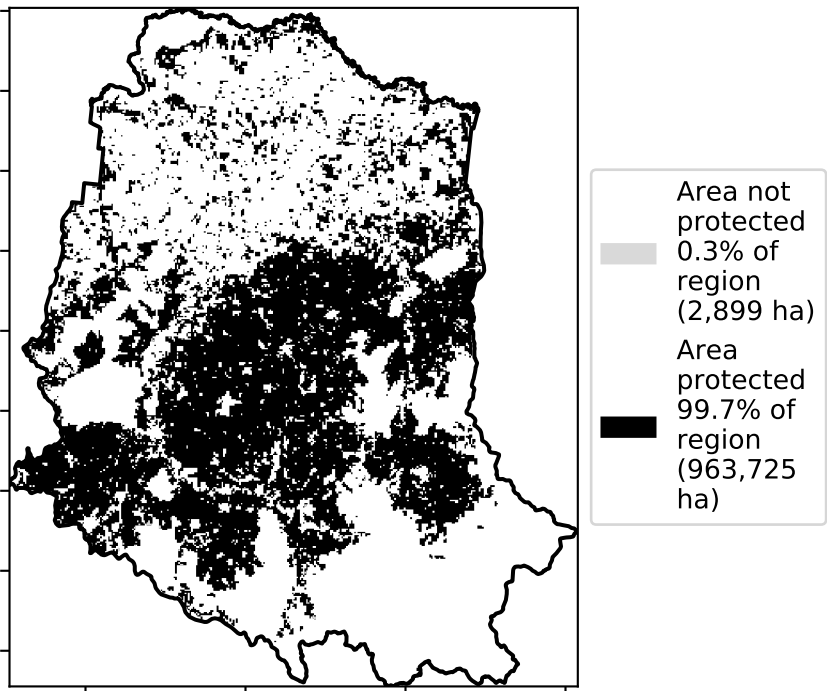 Area not
protected
0.3% of
region
(2,899 ha)
Area
protected
99.7% of
region
(963,725
ha)